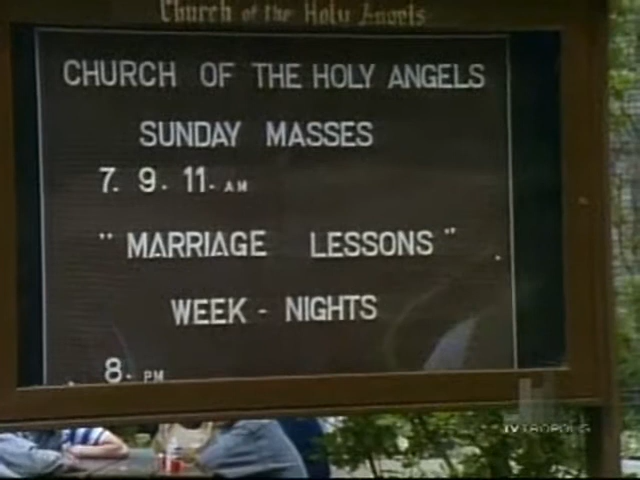 Church of the Holy Angels
CHURCH OF THE HOLY ANGELS
SUNDAY MASSES
7. 9. 11. AM
" MARRIAGE LESSONS "
WEEK - NIGHTS
8. PM
TVTROPOLIS